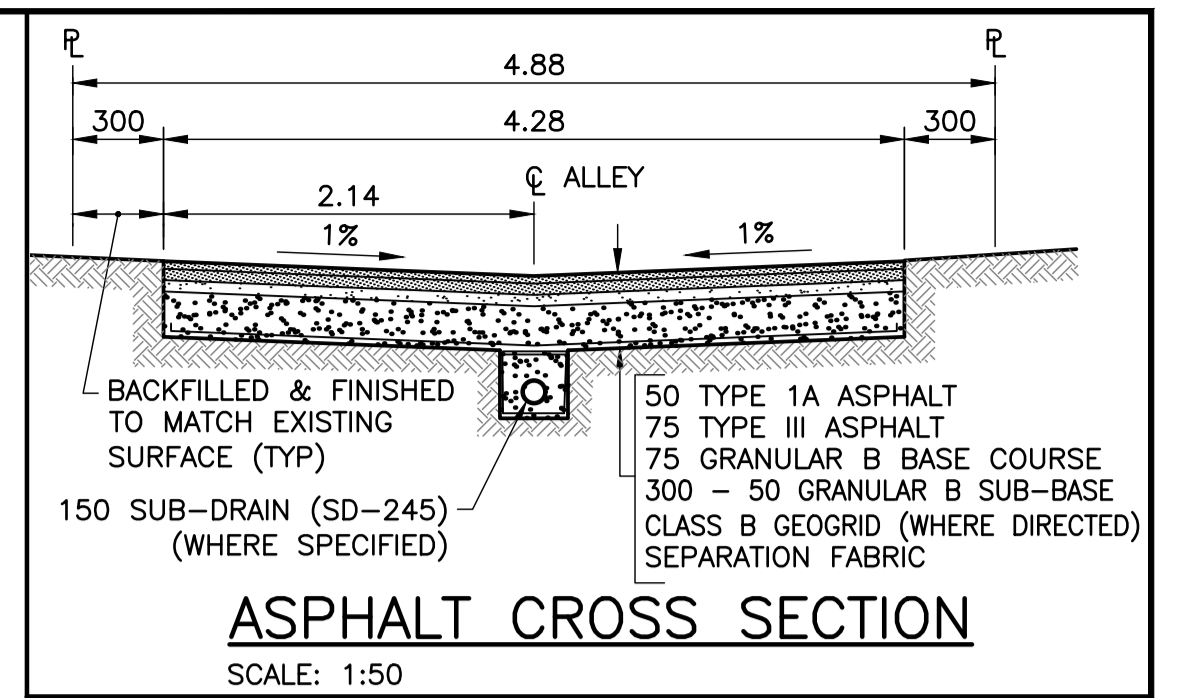 ℄ ℄
4.88
300 4.28 300
℄ ALLEY
2.14
1% 1%
BACKFILLED & FINISHED
TO MATCH EXISTING
SURFACE (TYP)
150 SUB-DRAIN (SD-245)
(WHERE SPECIFIED)
50 TYPE 1A ASPHALT
75 TYPE III ASPHALT
75 GRANULAR B BASE COURSE
300 - 50 GRANULAR B SUB-BASE
CLASS B GEOGRID (WHERE DIRECTED)
SEPARATION FABRIC
ASPHALT CROSS SECTION
SCALE: 1:50